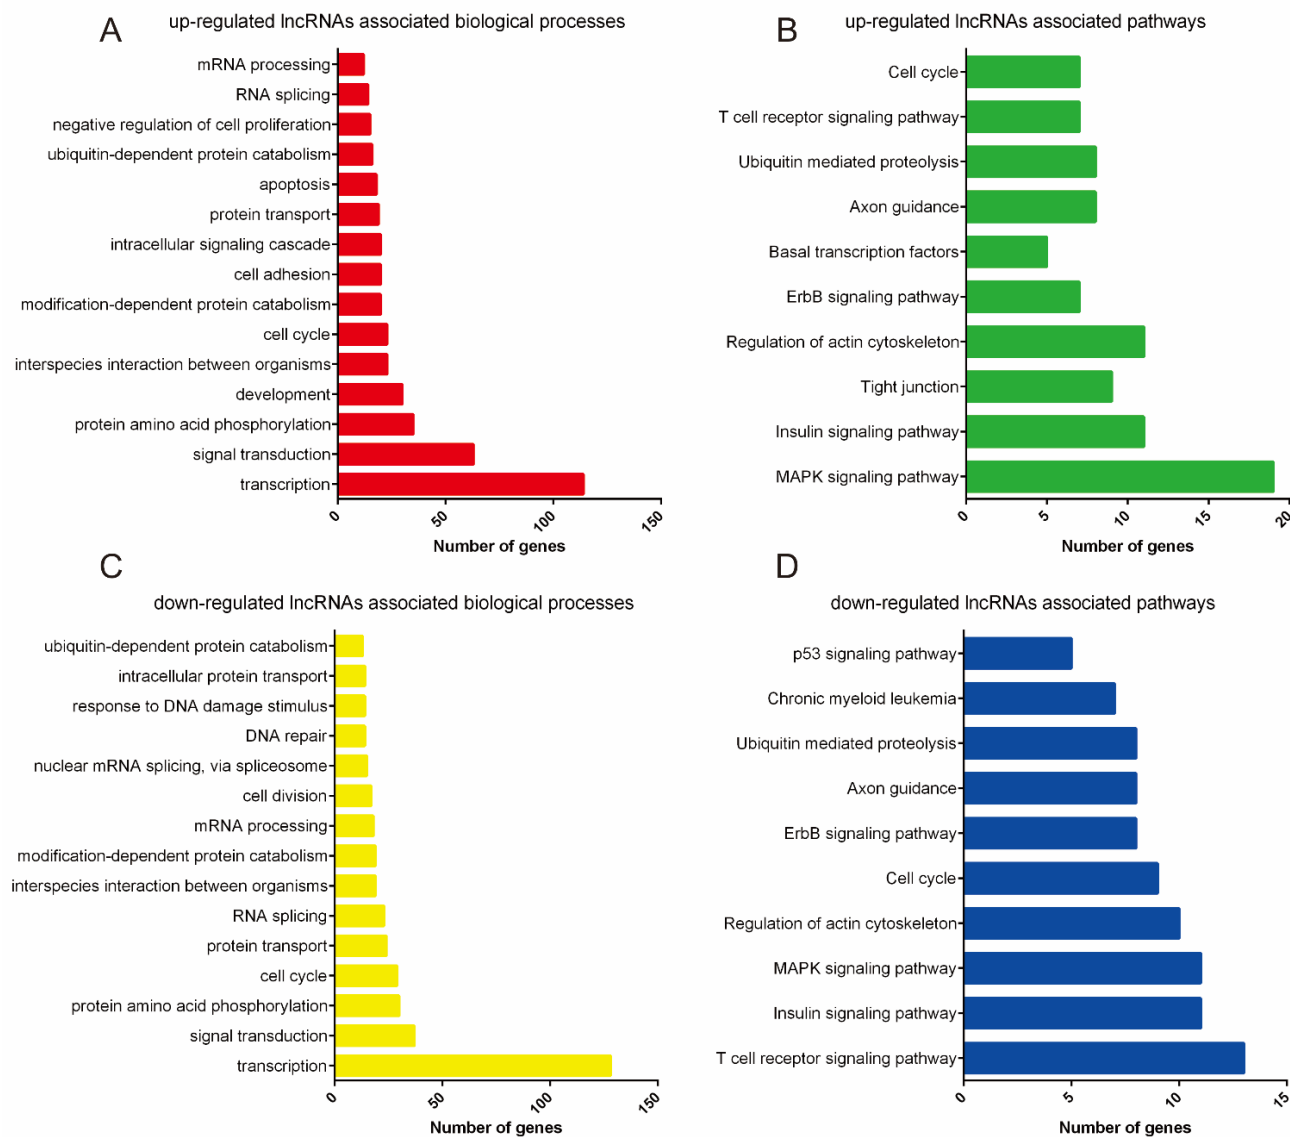 A
up-regulated lncRNAs associated biological processes
mRNA processing
RNA splicing
negative regulation of cell proliferation
ubiquitin-dependent protein catabolism
apoptosis
protein transport
intracellular signaling cascade
cell adhesion
modification-dependent protein catabolism
cell cycle
interspecies interaction between organisms
development
protein amino acid phosphorylation
signal transduction
transcription
0 50 100 150
Number of genes
B
up-regulated lncRNAs associated pathways
Cell cycle
T cell receptor signaling pathway
Ubiquitin mediated proteolysis
Axon guidance
Basal transcription factors
ErbB signaling pathway
Regulation of actin cytoskeleton
Tight junction
Insulin signaling pathway
MAPK signaling pathway
0 5 10 15 20
Number of genes
C
down-regulated lncRNAs associated biological processes
ubiquitin-dependent protein catabolism
intracellular protein transport
response to DNA damage stimulus
DNA repair
nuclear mRNA splicing, via spliceosome
cell division
mRNA processing
modification-dependent protein catabolism
interspecies interaction between organisms
RNA splicing
protein transport
cell cycle
protein amino acid phosphorylation
signal transduction
transcription
0 50 100 150
Number of genes
D
down-regulated lncRNAs associated pathways
p53 signaling pathway
Chronic myeloid leukemia
Ubiquitin mediated proteolysis
Axon guidance
ErbB signaling pathway
Cell cycle
Regulation of actin cytoskeleton
MAPK signaling pathway
Insulin signaling pathway
T cell receptor signaling pathway
0 5 10 15
Number of genes